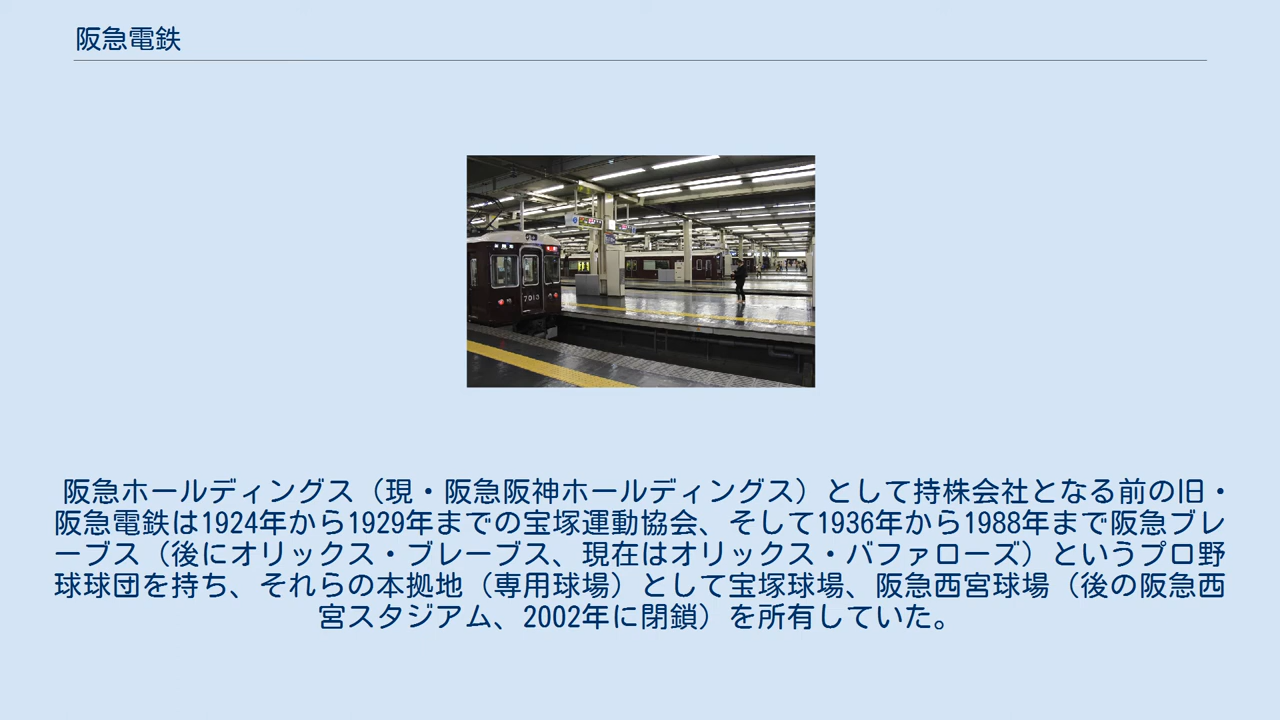 阪急電鉄
7013
阪急ホールディングス（現・阪急阪神ホールディングス）として持株会社となる前の旧・
阪急電鉄は1924年から1929年までの宝塚運動協会、そして1936年から1988年まで阪急ブレ
ーブス（後にオリックス・ブレーブス、現在はオリックス・バファローズ）というプロ野
球球団を持ち、それらの本拠地（専用球場）として宝塚球場、阪急西宮球場（後の阪急西
宮スタジアム、2002年に閉鎖）を所有していた。